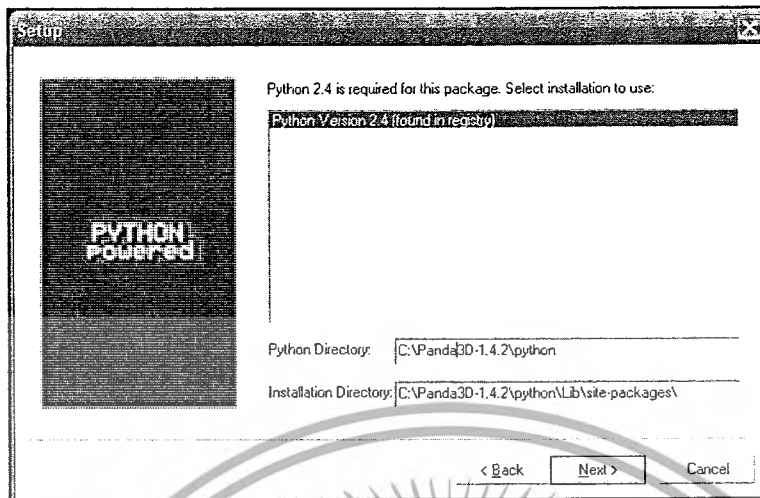 Setup
Python 2.4 is required for this package. Select installation to use:
Python Version 2.4 (found in registry)
PYTHON
powered
Python Directory: C:\Panda3D-1.4.2\python
Installation Directory: C:\Panda3D-1.4.2\python\Lib\site-packages\
< Back Next > Cancel